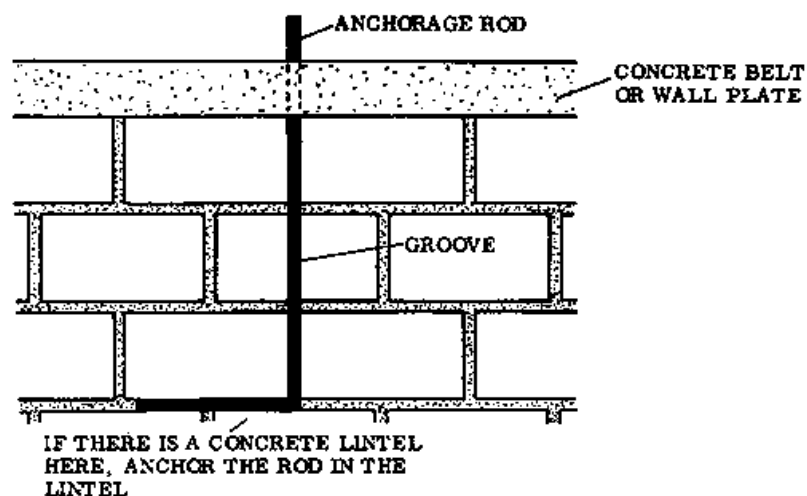 ANCHORAGE ROD
CONCRETE BELT
OR WALL PLATE
GROOVE
IF THERE IS A CONCRETE LINTEL
HERE, ANCHOR THE ROD IN THE
LINTEL